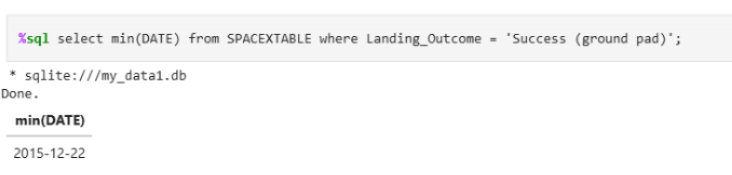 %sql select min(DATE) from SPACEXTABLE where Landing_Outcome = 'Success (ground pad)';
* sqlite:///my_data1.db
Done.
min(DATE)
2015-12-22